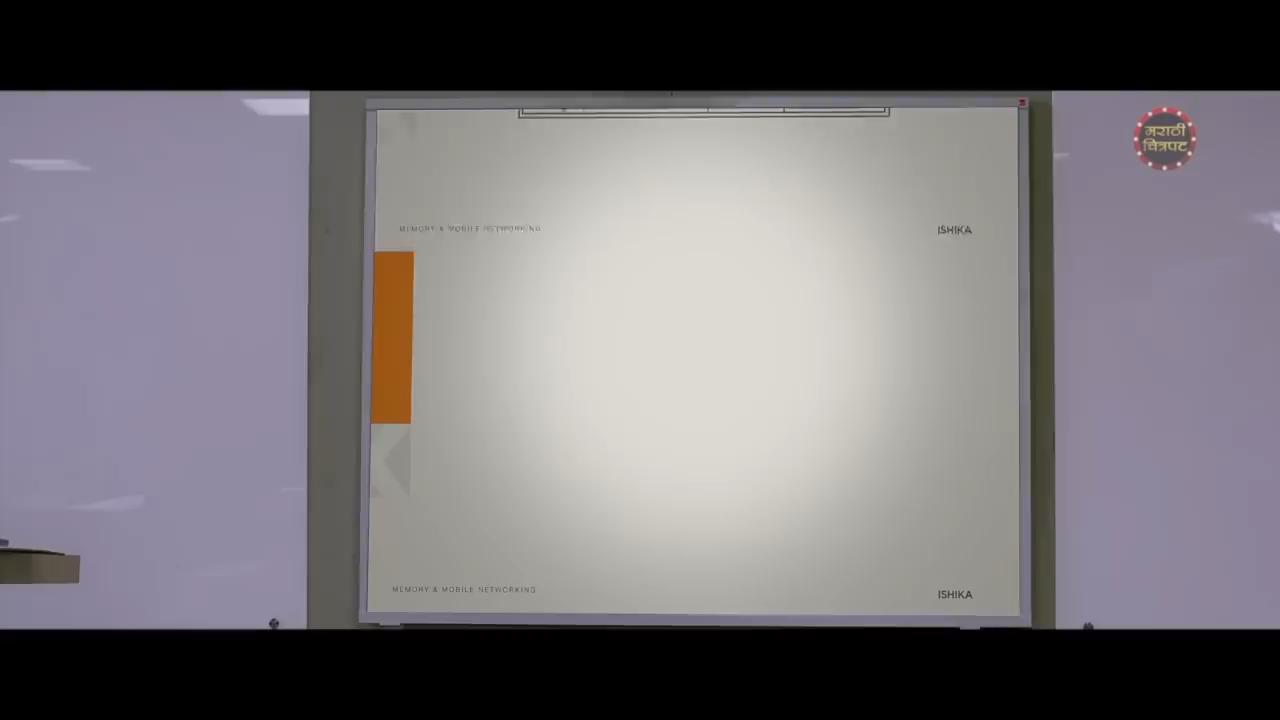 मराठी
चित्रपट
MEMORY & MOBILE NETWORKING
ISHIKA
MEMORY & MOBILE NETWORKING
ISHIKA